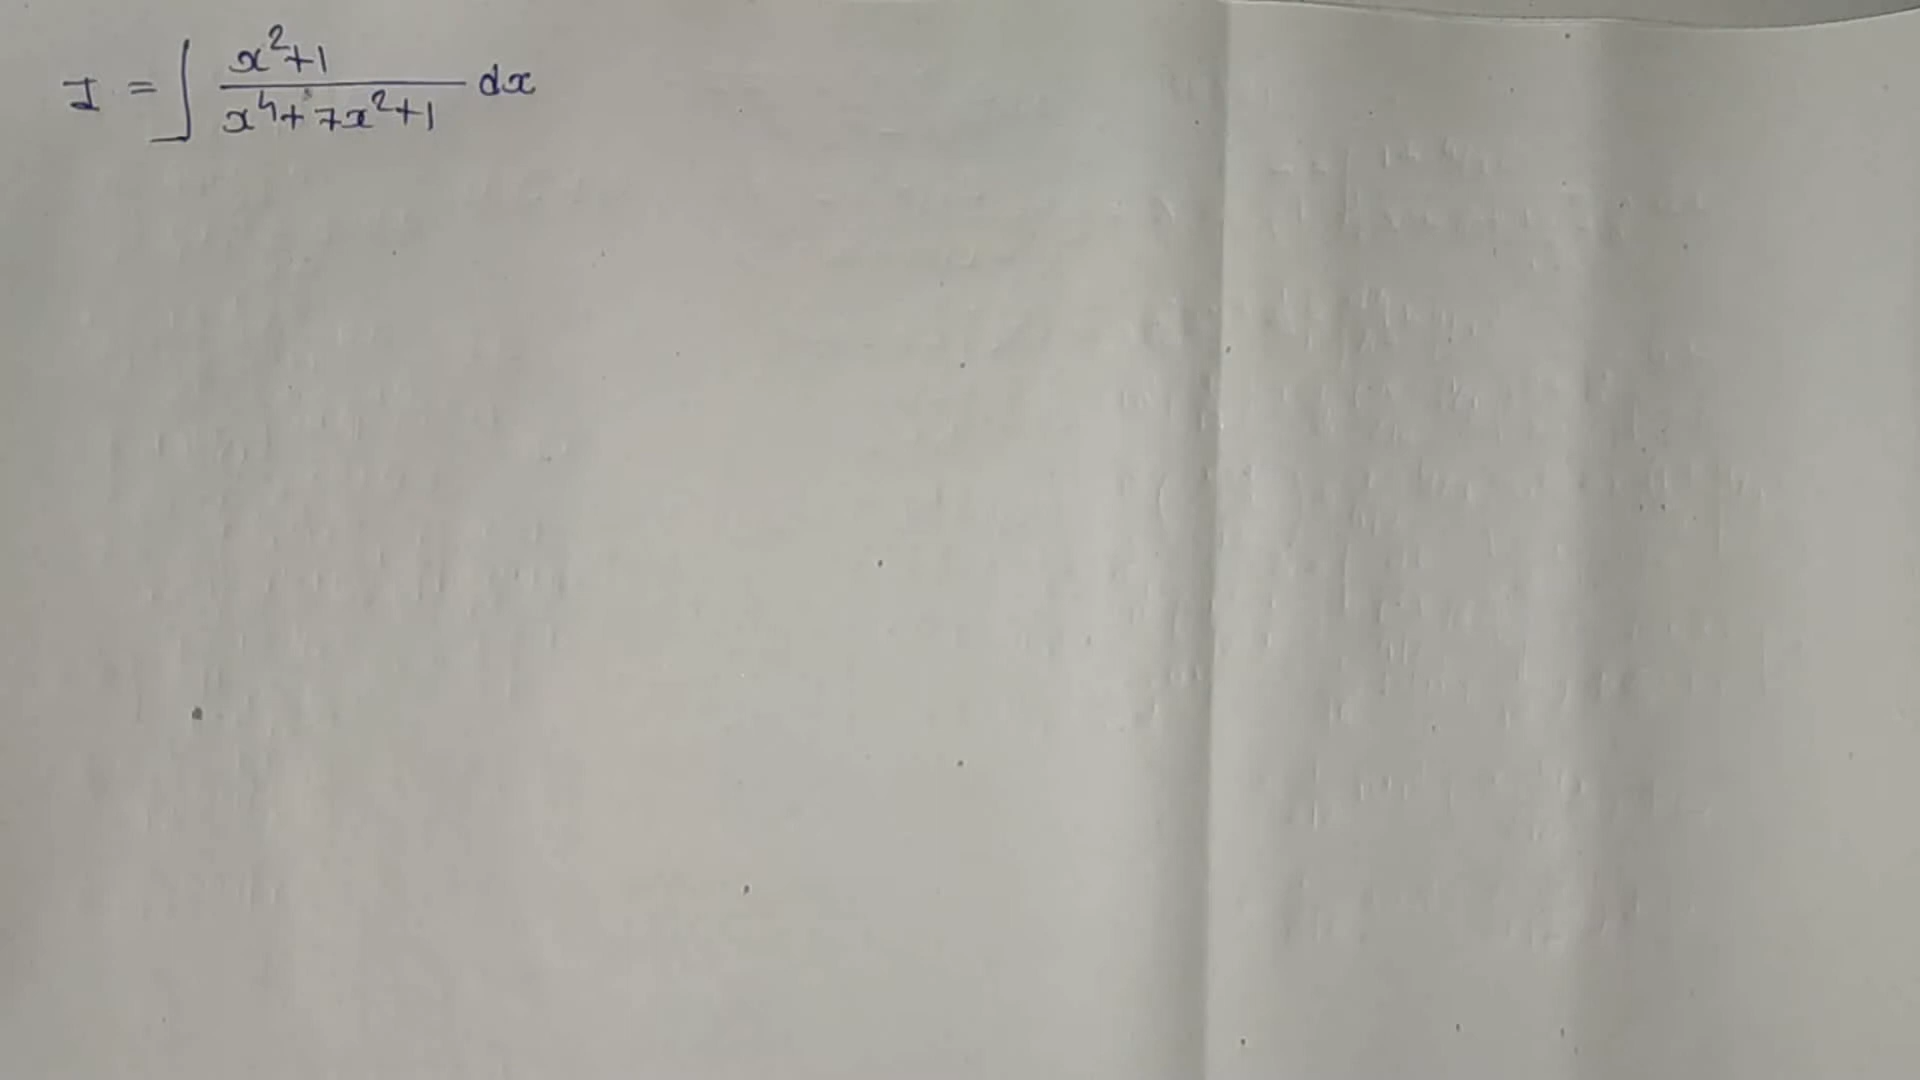 I = ∫ x²+1 / x⁴+7x²+1 dx